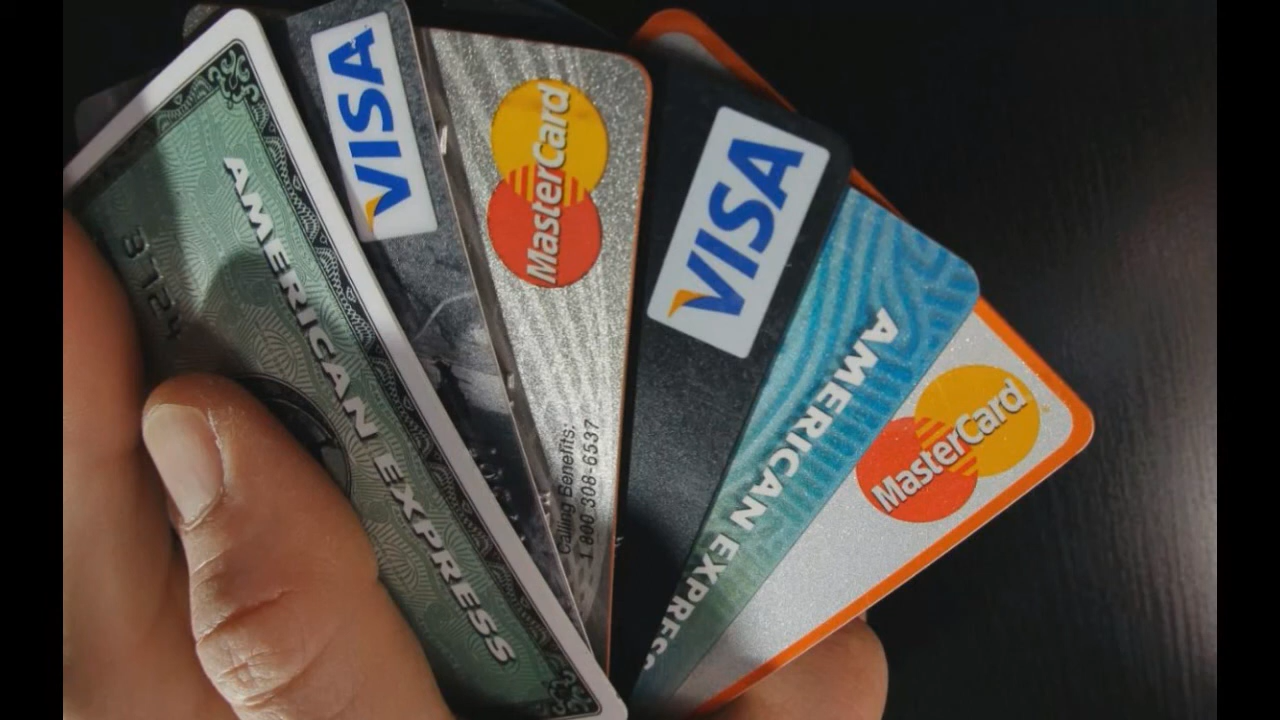 AMERICAN EXPRESS
3124
VISA
MasterCard
Calling Benefits:
1 800 308-6537
VISA
AMERICAN EXPRESS
MasterCard